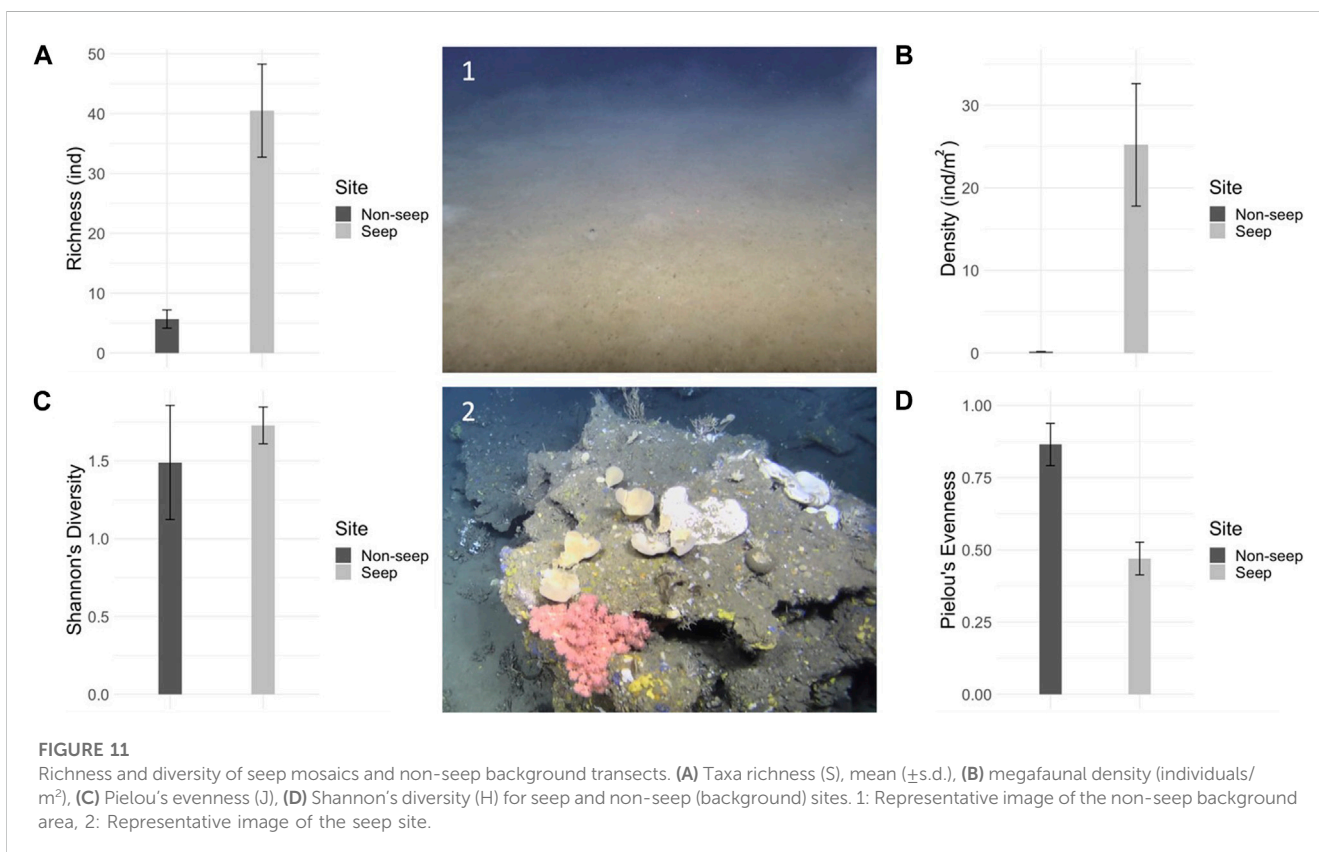 A
50
40
30
20
10
0
Richness (ind)
Site
Non-seep
Seep
1
B
30
20
10
0
Density (ind/m²)
Site
Non-seep
Seep
C
1.5
1.0
0.5
0.0
Shannon's Diversity
Site
Non-seep
Seep
2
D
1.00
0.75
0.50
0.25
0.00
Pielou's Evenness
Site
Non-seep
Seep
FIGURE 11
Richness and diversity of seep mosaics and non-seep background transects. (A) Taxa richness (S), mean (±s.d.), (B) megafaunal density (individuals/
m²), (C) Pielou's evenness (J), (D) Shannon's diversity (H) for seep and non-seep (background) sites. 1: Representative image of the non-seep background
area, 2: Representative image of the seep site.